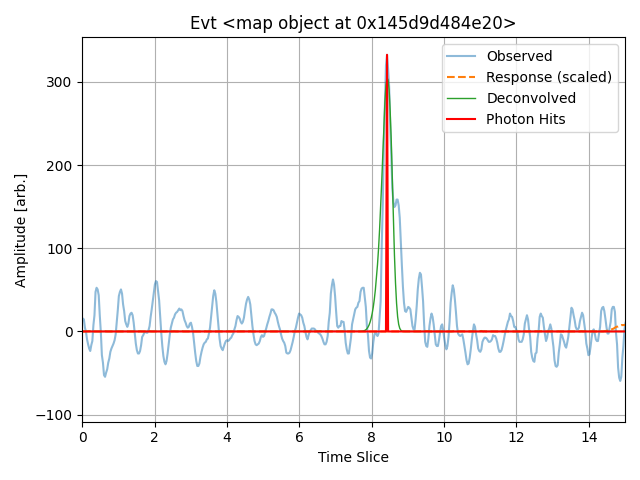 Evt <map object at 0x145d9d484e20>
Observed
Response (scaled)
Deconvolved
Photon Hits
Amplitude [arb.]
300
200
100
0
−100
0 2 4 6 8 10 12 14
Time Slice